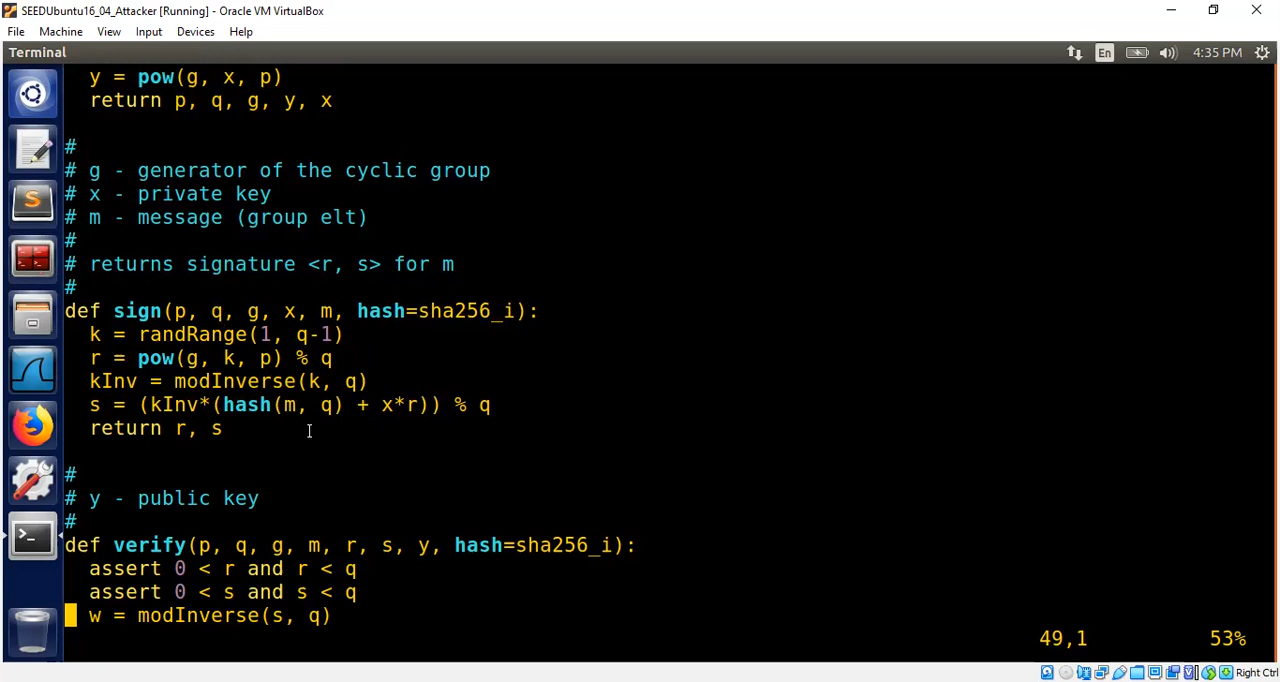 SEEDUbuntu16_04_Attacker [Running] - Oracle VM VirtualBox
File Machine View Input Devices Help
Terminal En 4:35 PM
y = pow(g, x, p)
return p, q, g, y, x
#
# g - generator of the cyclic group
# x - private key
# m - message (group elt)
#
# returns signature <r, s> for m
#
def sign(p, q, g, x, m, hash=sha256_i):
k = randRange(1, q-1)
r = pow(g, k, p) % q
kInv = modInverse(k, q)
s = (kInv*(hash(m, q) + x*r)) % q
return r, s
#
# y - public key
#
def verify(p, q, g, m, r, s, y, hash=sha256_i):
assert 0 < r and r < q
assert 0 < s and s < q
w = modInverse(s, q)
49,1 53%
Right Ctrl